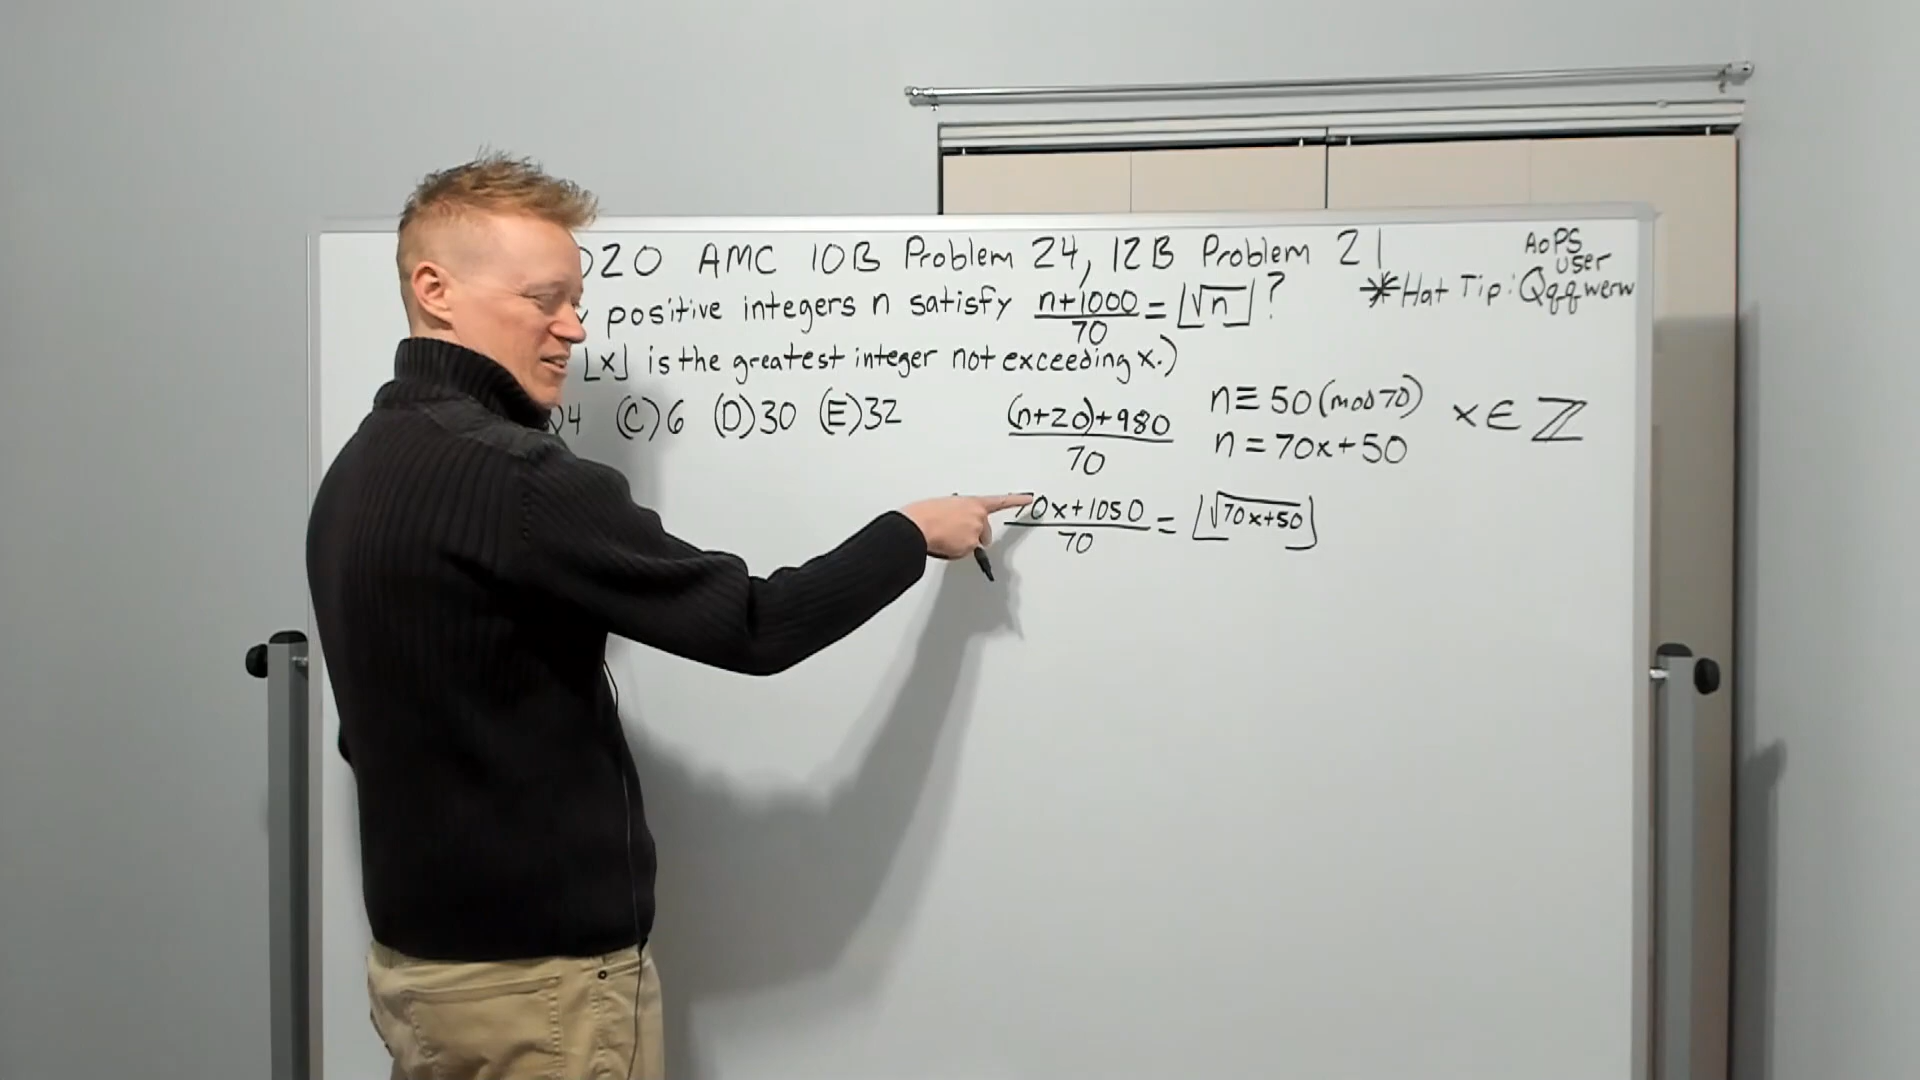 020 AMC 10B Problem 24, 12B Problem 21
AoPS
user
*Hat Tip: Qqqwerw
positive integers n satisfy (n+1000)/70 = ⌊√n⌋?
⌊x⌋ is the greatest integer not exceeding x.)
4 (C)6 (D)30 (E)32
((n+20)+980)/70
n≡50(mod 70)
n=70x+50
x∈ℤ
(70x+1050)/70 = ⌊√(70x+50)⌋